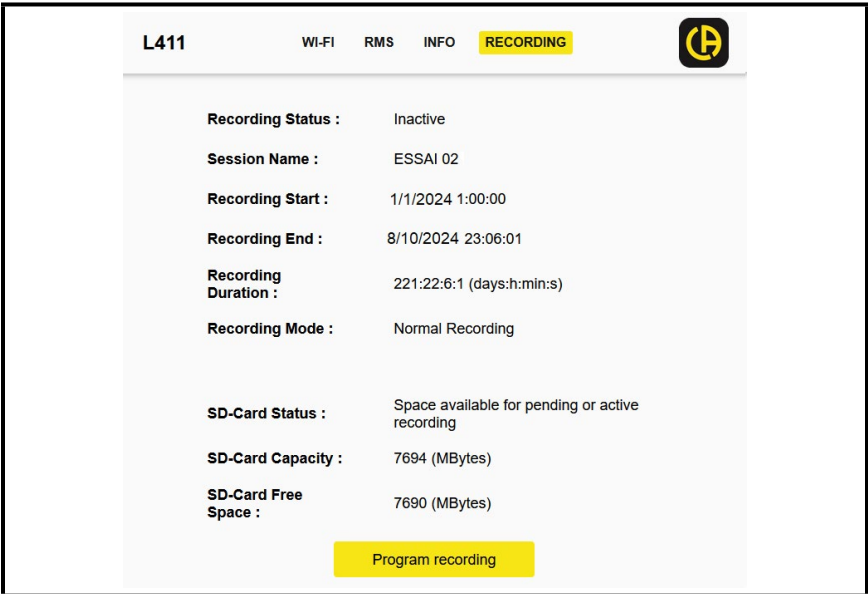 L411 WI-FI RMS INFO RECORDING
Recording Status : Inactive
Session Name : ESSAI 02
Recording Start : 1/1/2024 1:00:00
Recording End : 8/10/2024 23:06:01
Recording
Duration : 221:22:6:1 (days:h:min:s)
Recording Mode : Normal Recording
SD-Card Status : Space available for pending or active
recording
SD-Card Capacity : 7694 (MBytes)
SD-Card Free
Space : 7690 (MBytes)
Program recording